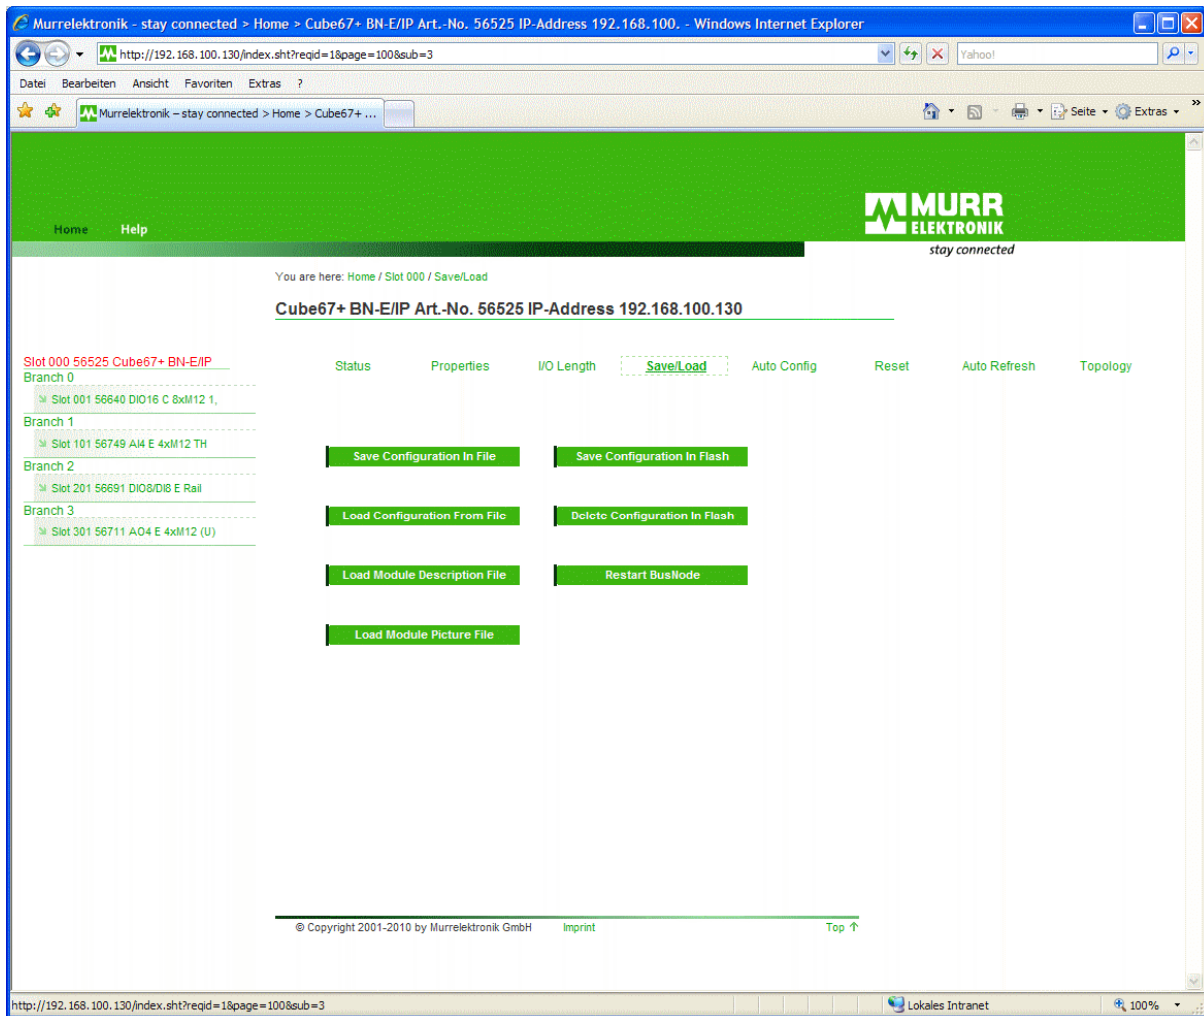 Murrelektronik - stay connected > Home > Cube67+ BN-E/IP Art.-No. 56525 IP-Address 192.168.100. - Windows Internet Explorer
http://192.168.100.130/index.sht?reqid=1&page=100&sub=3
Yahoo!
Datei Bearbeiten Ansicht Favoriten Extras ?
Murrelektronik – stay connected > Home > Cube67+ ...
Seite Extras »
MURR
ELEKTRONIK
stay connected
Home Help
You are here: Home / Slot 000 / Save/Load
Cube67+ BN-E/IP Art.-No. 56525 IP-Address 192.168.100.130
Slot 000 56525 Cube67+ BN-E/IP
Branch 0
Slot 001 56640 DIO16 C 8xM12 1,
Branch 1
Slot 101 56749 AI4 E 4xM12 TH
Branch 2
Slot 201 56691 DIO8/DI8 E Rail
Branch 3
Slot 301 56711 AO4 E 4xM12 (U)
Status Properties I/O Length Save/Load Auto Config Reset Auto Refresh Topology
Save Configuration In File Save Configuration In Flash
Load Configuration From File Delete Configuration In Flash
Load Module Description File Restart BusNode
Load Module Picture File
© Copyright 2001-2010 by Murrelektronik GmbH Imprint Top ↑
http://192.168.100.130/index.sht?reqid=1&page=100&sub=3 Lokales Intranet 100%